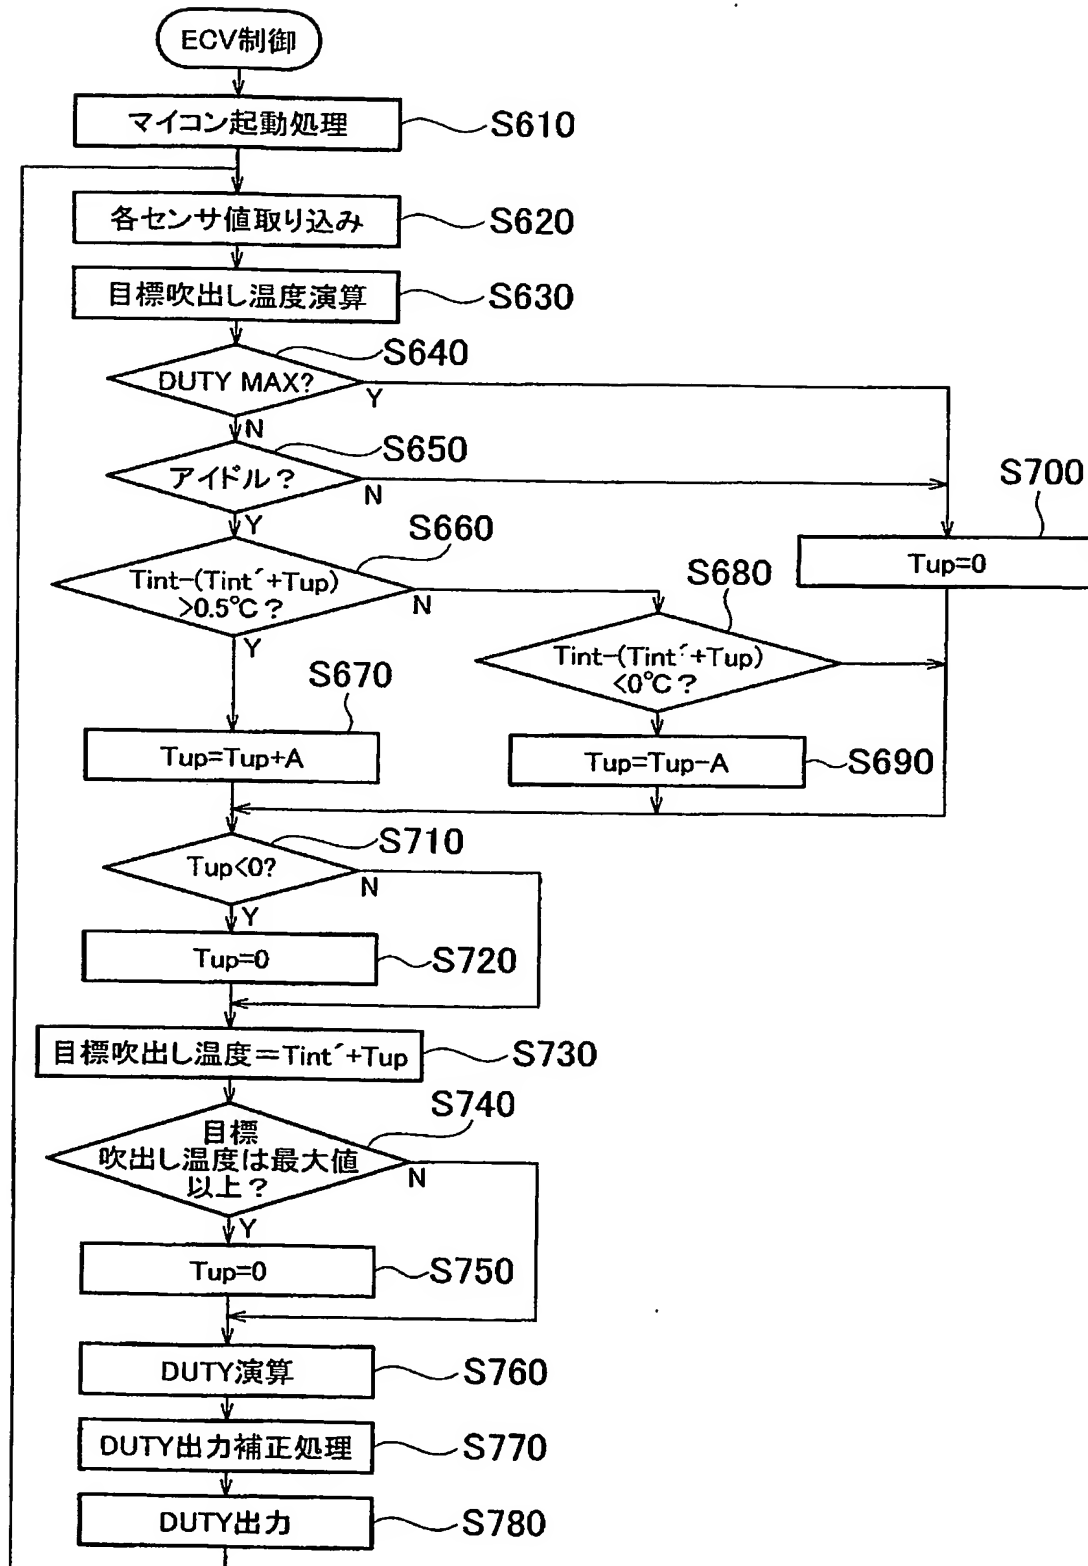 ECV制御
マイコン起動処理
S610
各センサ値取り込み
S620
目標吹出し温度演算
S630
DUTY MAX?
S640
Y
N
アイドル？
S650
N
Y
Tint-(Tint´+Tup)
>0.5℃？
S660
N
Y
Tint-(Tint´+Tup)
<0℃？
S680
Tup=0
S700
Tup=Tup+A
S670
Tup=Tup-A
S690
Tup<0?
S710
N
Y
Tup=0
S720
目標吹出し温度＝Tint´+Tup
S730
目標
吹出し温度は最大値
以上？
S740
N
Y
Tup=0
S750
DUTY演算
S760
DUTY出力補正処理
S770
DUTY出力
S780